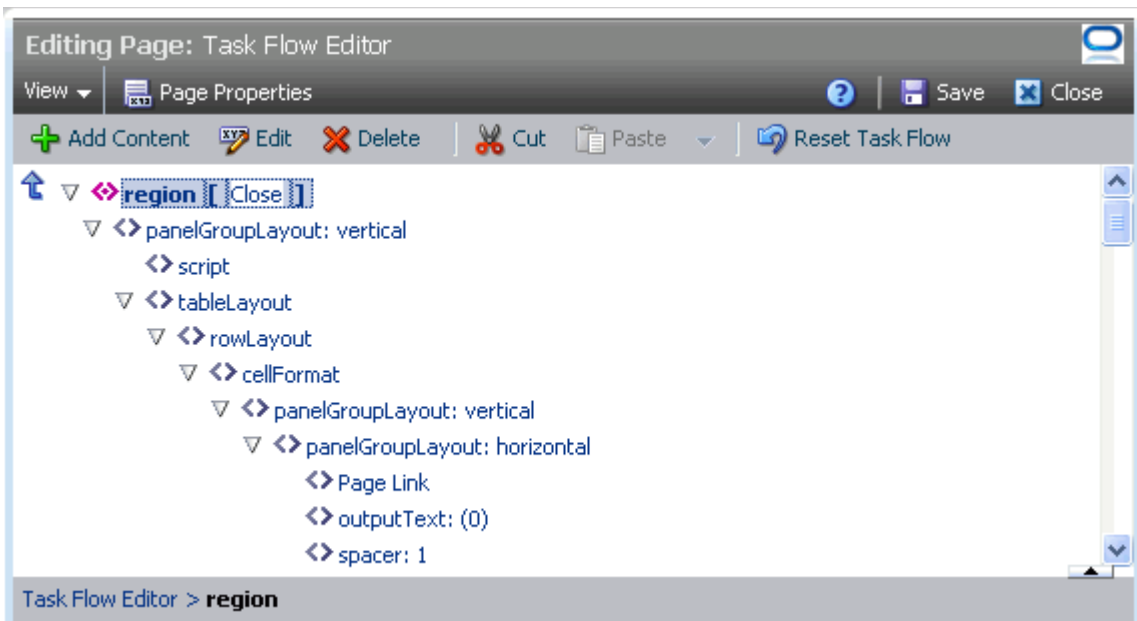 Editing Page: Task Flow Editor
View Page Properties ? Save Close
Add Content Edit Delete Cut Paste Reset Task Flow
region [ Close ]
panelGroupLayout: vertical
script
tableLayout
rowLayout
cellFormat
panelGroupLayout: vertical
panelGroupLayout: horizontal
Page Link
outputText: (0)
spacer: 1
Task Flow Editor > region